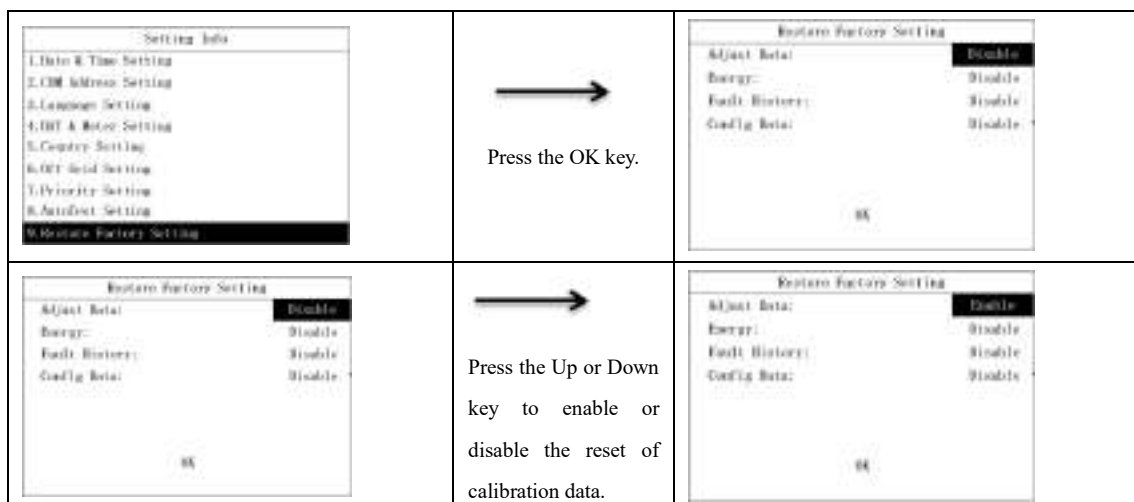 Setting Info
1.Date & Time Setting
2.COM Address Setting
3.Language Setting
4.INT & Meter Setting
5.Country Setting
6.Off Grid Setting
7.Priority Setting
8.AutoTest Setting
9.Restore Factory Setting
Press the OK key.
Restore Factory Setting
Adjust Data: Disable
Energy: Disable
Fault History: Disable
Config Data: Disable
OK
Restore Factory Setting
Adjust Data: Disable
Energy: Disable
Fault History: Disable
Config Data: Disable
OK
Press the Up or Down
key to enable or
disable the reset of
calibration data.
Restore Factory Setting
Adjust Data: Enable
Energy: Disable
Fault History: Disable
Config Data: Disable
OK